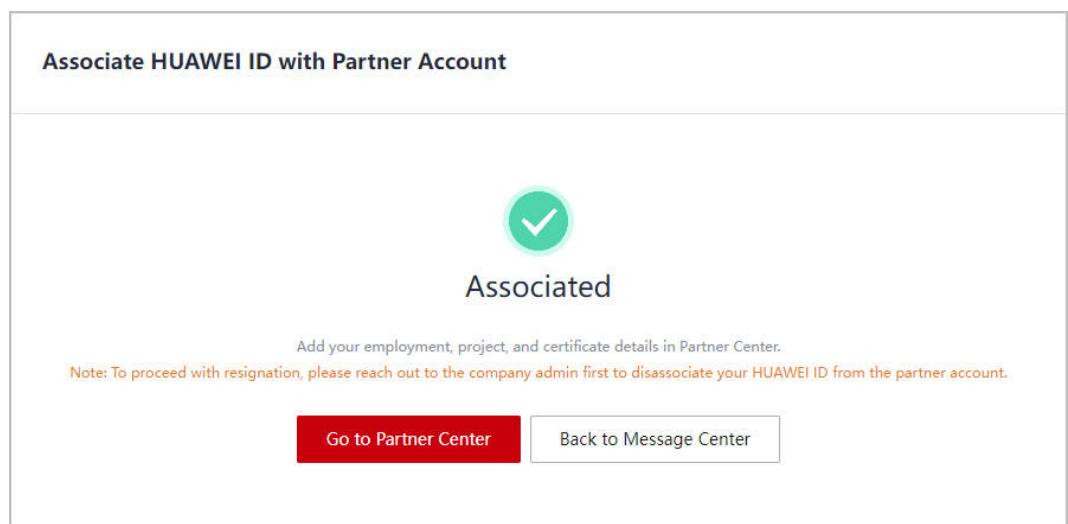 Associate HUAWEI ID with Partner Account
Associated
Add your employment, project, and certificate details in Partner Center.
Note: To proceed with resignation, please reach out to the company admin first to disassociate your HUAWEI ID from the partner account.
Go to Partner Center
Back to Message Center